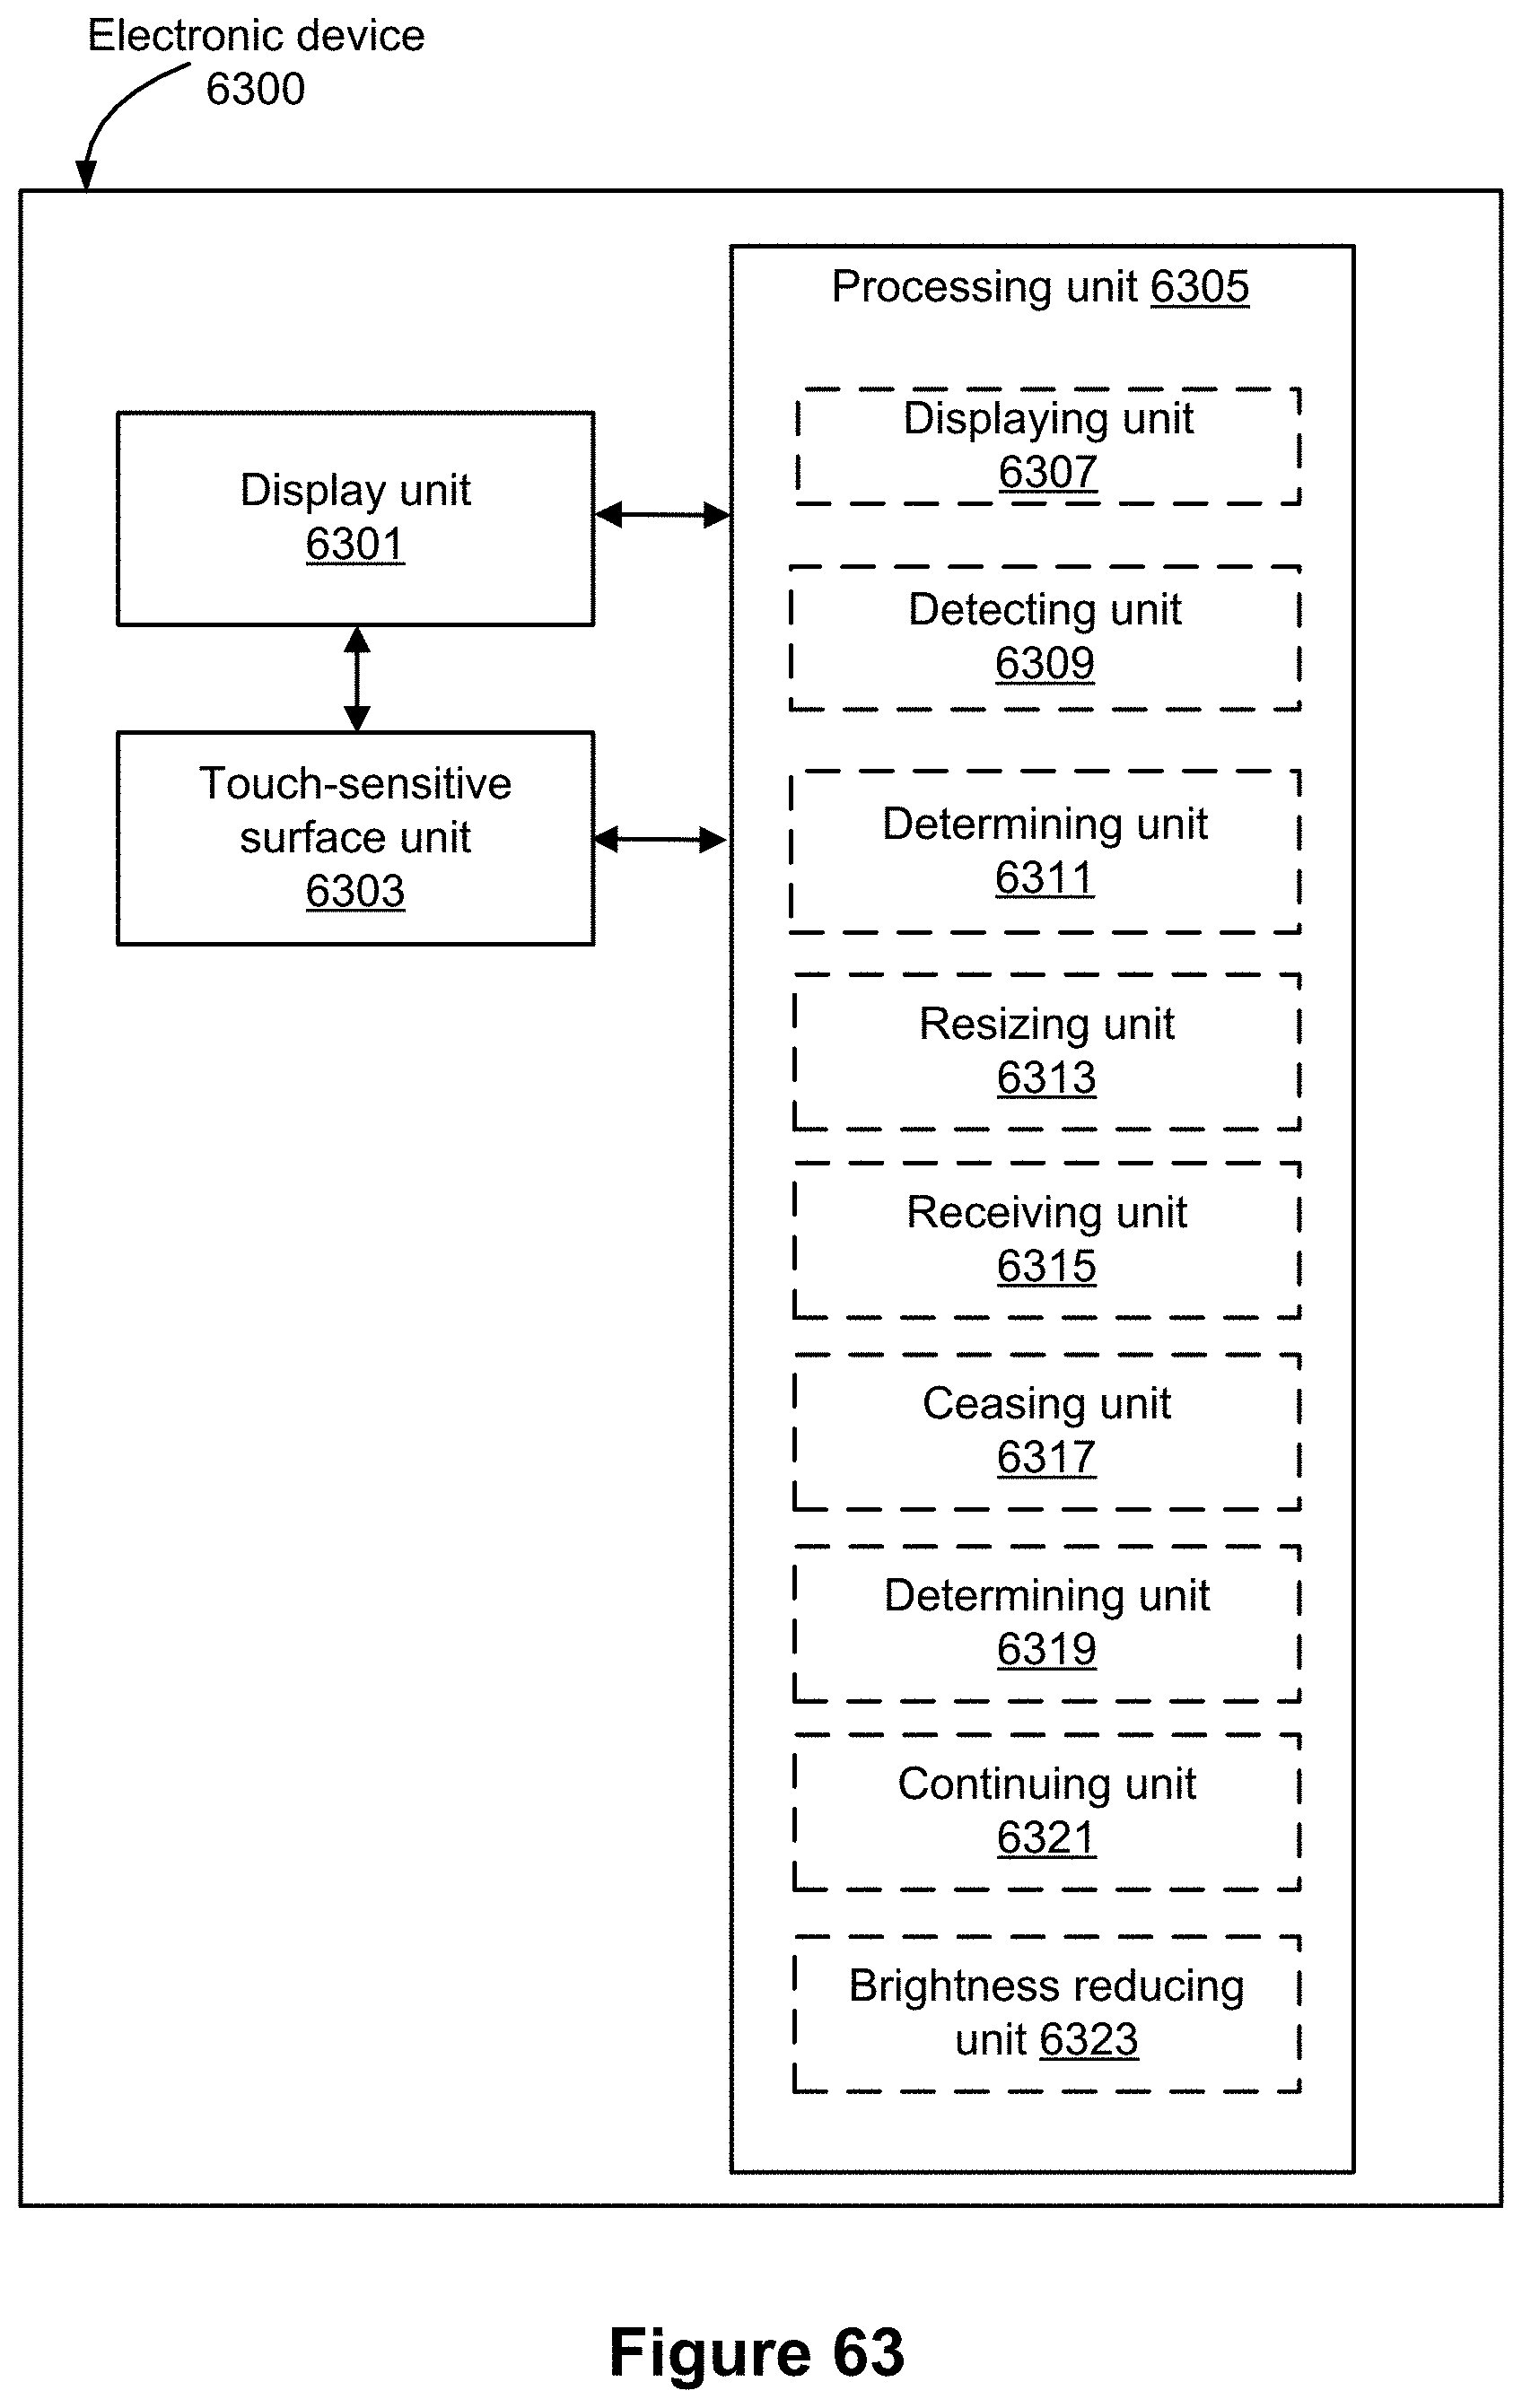 Electronic device
6300
Processing unit 6305
Display unit
6301
Touch-sensitive
surface unit
6303
Displaying unit
6307
Detecting unit
6309
Determining unit
6311
Resizing unit
6313
Receiving unit
6315
Ceasing unit
6317
Determining unit
6319
Continuing unit
6321
Brightness reducing
unit 6323
Figure 63